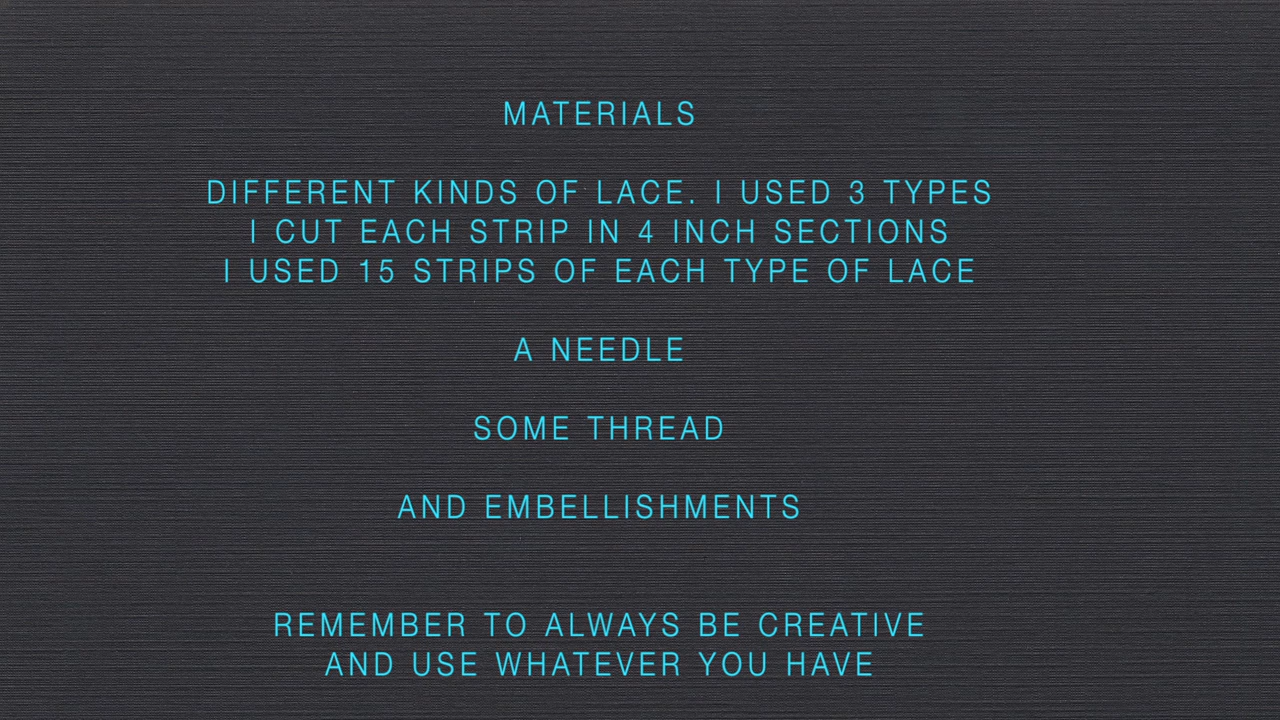 MATERIALS
DIFFERENT KINDS OF LACE. I USED 3 TYPES
I CUT EACH STRIP IN 4 INCH SECTIONS
I USED 15 STRIPS OF EACH TYPE OF LACE
A NEEDLE
SOME THREAD
AND EMBELLISHMENTS
REMEMBER TO ALWAYS BE CREATIVE
AND USE WHATEVER YOU HAVE